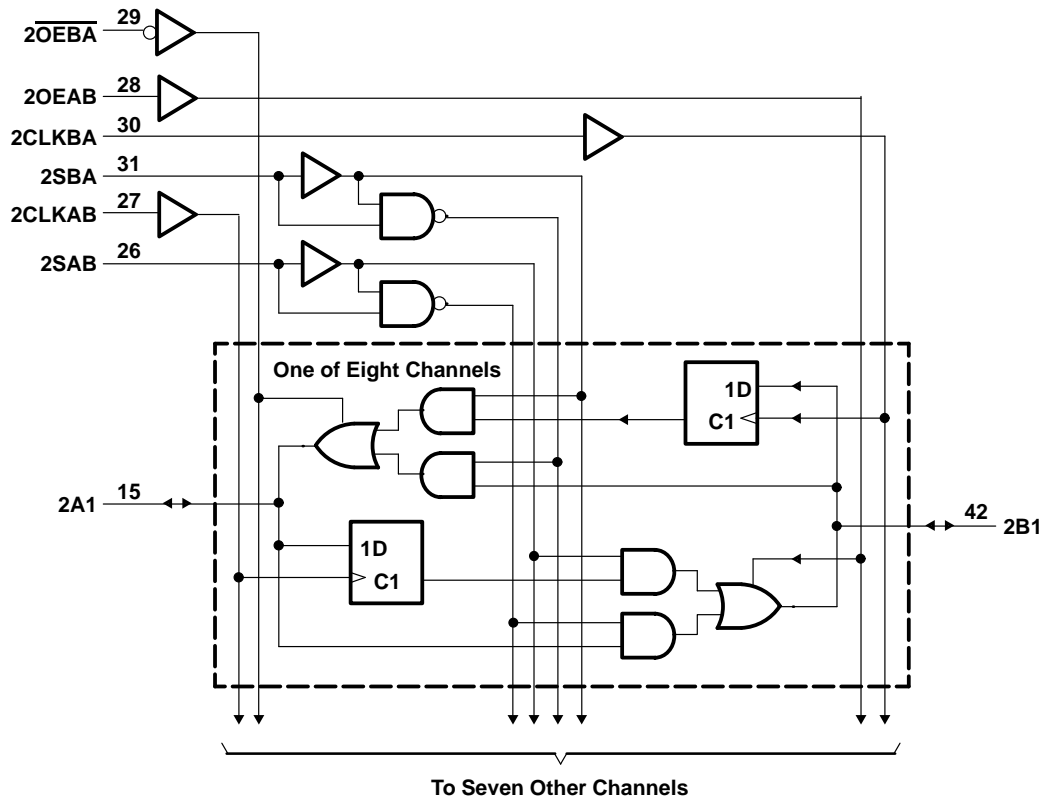 29
2OEBA
28
2OEAB
30
2CLKBA
31
2SBA
27
2CLKAB
26
2SAB
One of Eight Channels
1D
C1
15
2A1
42
2B1
1D
C1
To Seven Other Channels